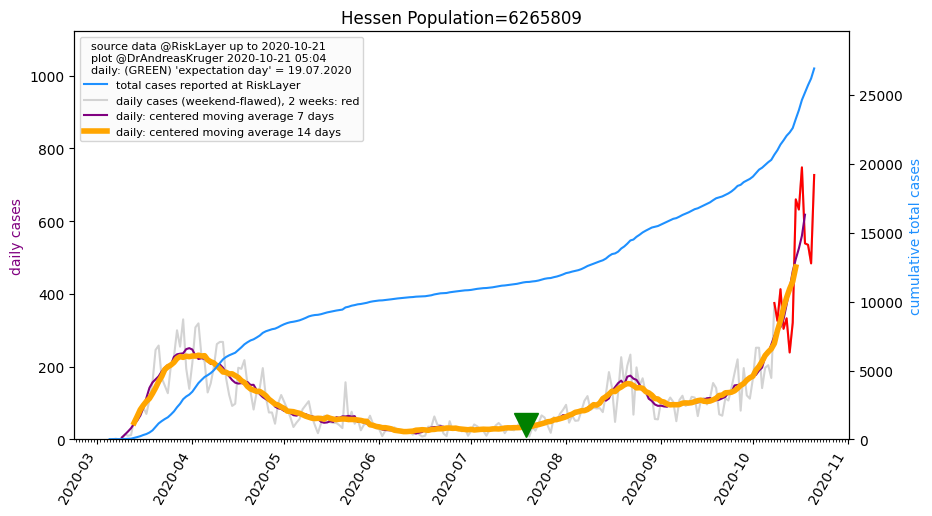 Hessen Population=6265809
source data @RiskLayer up to 2020-10-21
plot @DrAndreasKruger 2020-10-21 05:04
daily: (GREEN) 'expectation day' = 19.07.2020
total cases reported at RiskLayer
daily cases (weekend-flawed), 2 weeks: red
daily: centered moving average 7 days
daily: centered moving average 14 days
daily cases
1000
800
600
400
200
0
cumulative total cases
25000
20000
15000
10000
5000
0
2020-03
2020-04
2020-05
2020-06
2020-07
2020-08
2020-09
2020-10
2020-11